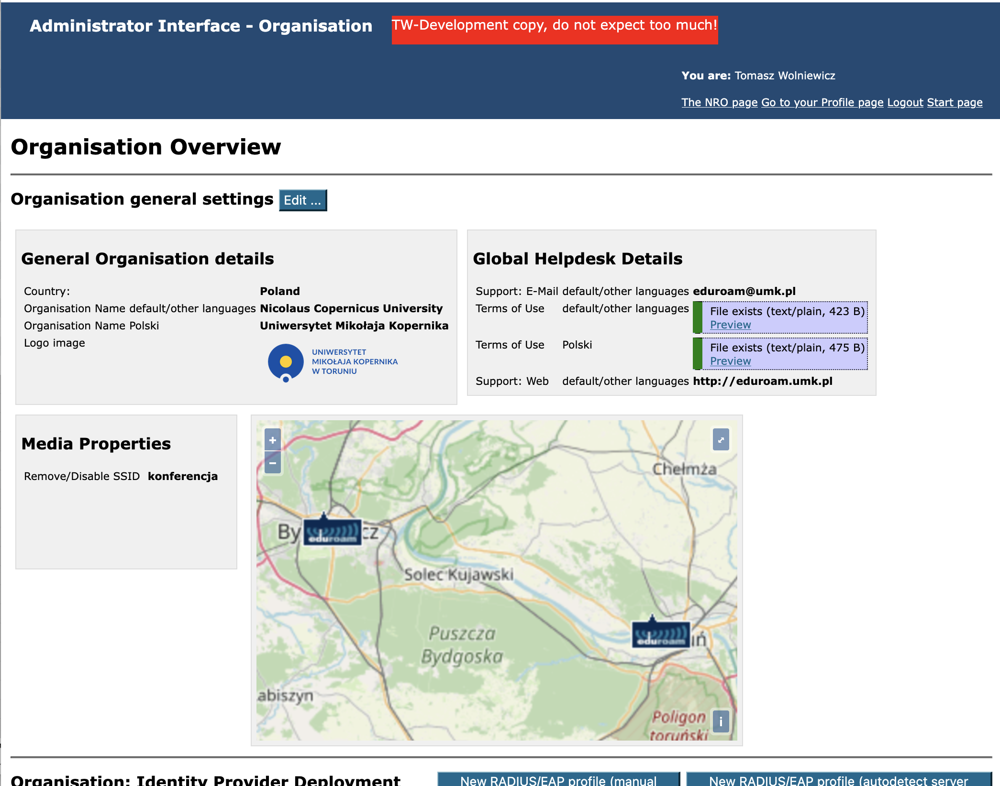 Administrator Interface - Organisation
TW-Development copy, do not expect too much!
You are: Tomasz Wolniewicz
The NRO page Go to your Profile page Logout Start page
Organisation Overview
Organisation general settings
Edit ...
General Organisation details
Country: Poland
Organisation Name default/other languages Nicolaus Copernicus University
Organisation Name Polski Uniwersytet Mikołaja Kopernika
Logo image
UNIWERSYTET
MIKOŁAJA KOPERNIKA
W TORUNIU
Global Helpdesk Details
Support: E-Mail default/other languages eduroam@umk.pl
Terms of Use default/other languages File exists (text/plain, 423 B)
Preview
Terms of Use Polski File exists (text/plain, 475 B)
Preview
Support: Web default/other languages http://eduroam.umk.pl
Media Properties
Remove/Disable SSID konferencja
+
−
Chełmża
By
eduroam
cz
Solec Kujawski
Puszcza
Bydgoska
eduroam
iń
abiszyn
Poligon
toruński
i
Organisation: Identity Provider Deployment
New RADIUS/EAP profile (manual
New RADIUS/EAP profile (autodetect server